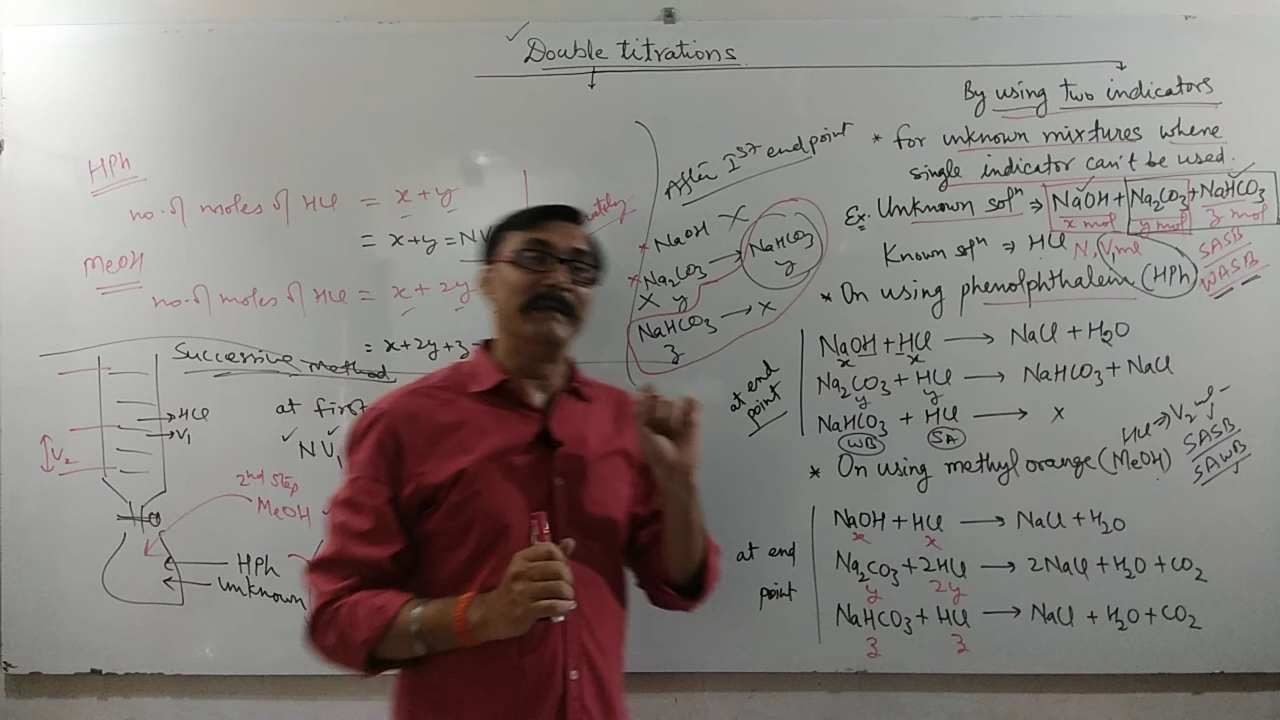 Double titrations
By using two indicators
* for unknown mixtures where
single indicator can't be used.
Ex: Unknown solⁿ ⇒ NaOH + Na₂CO₃ + NaHCO₃
x mol y mol z mol
Known solⁿ ⇒ HCl N, V, ml
SASB
WASB
* On using phenolphthalein (HPh)
at end point
NaOH + HCl → NaCl + H₂O
x x
Na₂CO₃ + HCl → NaHCO₃ + NaCl
y y
NaHCO₃ + HCl → x
WB SA
HCl ⇒ V₂ ml
* On using methyl orange (MeOH)
SASB
SAWB
at end point
NaOH + HCl → NaCl + H₂O
x x
Na₂CO₃ + 2HCl → 2NaCl + H₂O + CO₂
y 2y
NaHCO₃ + HCl → NaCl + H₂O + CO₂
z z
After Iˢᵗ end point
* NaOH X
* Na₂CO₃ → NaHCO₃
X y y
NaHCO₃ → x
z
HPh
no. of moles of HCl = x + y
= x + y =
MeOH
no. of moles of HCl = x + 2y
= x + 2y + z
Successive method
at first
NV₁
HCl
V₁
V₂
2nd step
MeOH
HPh
Unknown